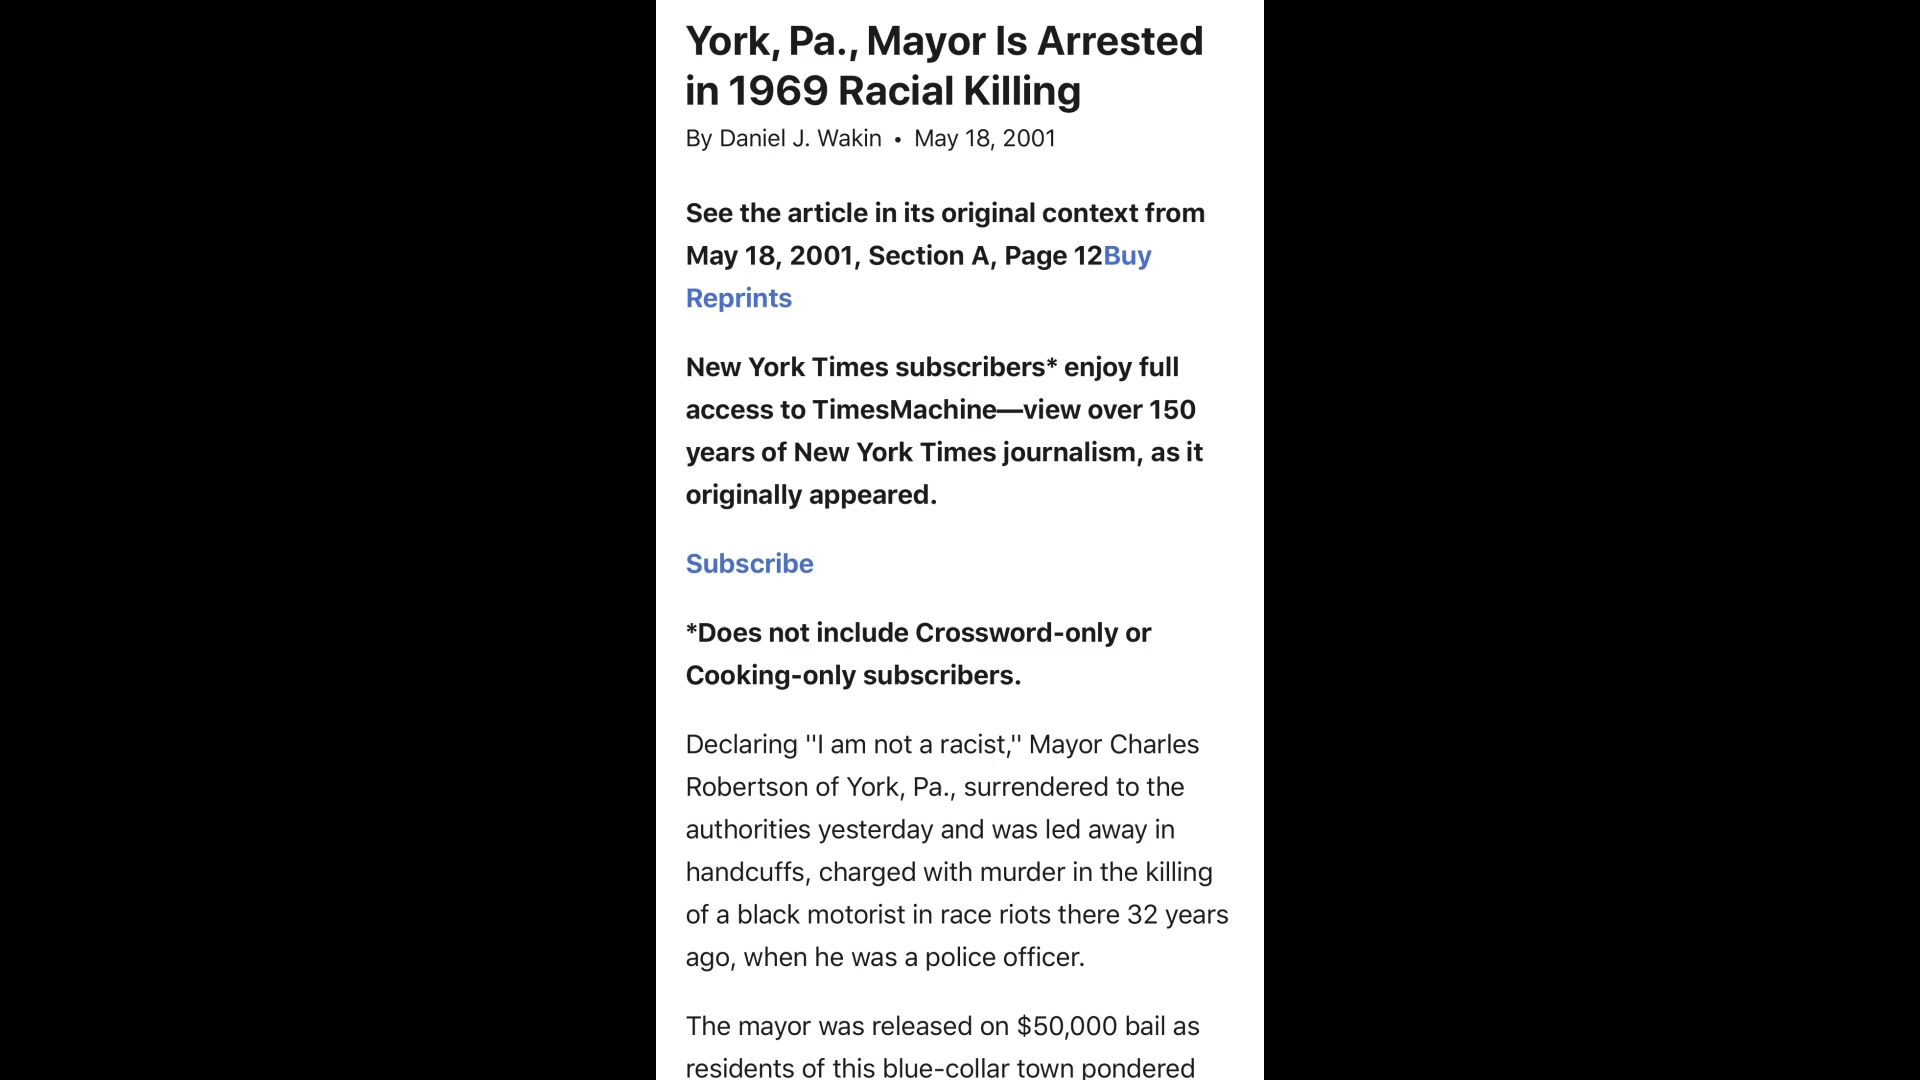 York, Pa., Mayor Is Arrested
in 1969 Racial Killing
By Daniel J. Wakin • May 18, 2001
See the article in its original context from
May 18, 2001, Section A, Page 12Buy
Reprints
New York Times subscribers* enjoy full
access to TimesMachine—view over 150
years of New York Times journalism, as it
originally appeared.
Subscribe
*Does not include Crossword-only or
Cooking-only subscribers.
Declaring ''I am not a racist,'' Mayor Charles
Robertson of York, Pa., surrendered to the
authorities yesterday and was led away in
handcuffs, charged with murder in the killing
of a black motorist in race riots there 32 years
ago, when he was a police officer.
The mayor was released on $50,000 bail as
residents of this blue-collar town pondered